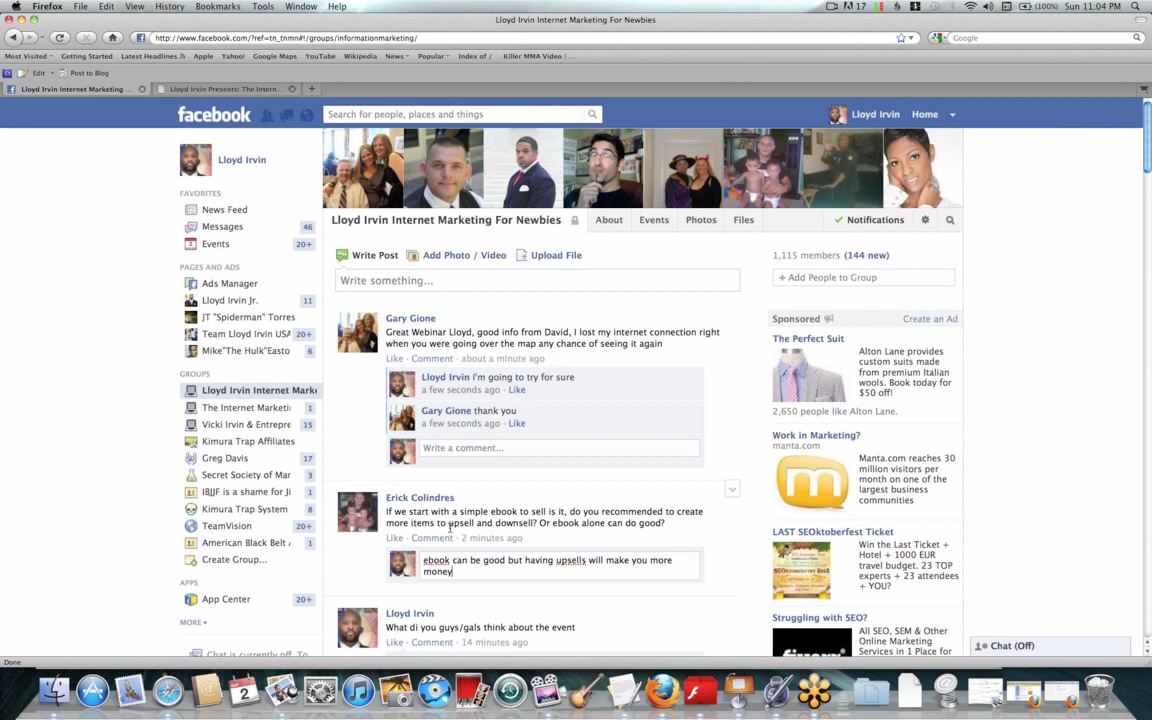 Firefox File Edit View History Bookmarks Tools Window Help
17 (100%) Sun 11:04 PM
Lloyd Irvin Internet Marketing For Newbies
http://www.facebook.com/?ref=tn_tnmn#!/groups/informationmarketing/
Google
Most Visited Getting Started Latest Headlines Apple Yahoo! Google Maps YouTube Wikipedia News Popular Index of / Killer MMA Video | ...
Edit Post to Blog
Lloyd Irvin Internet Marketing ... Lloyd Irvin Presents: The Intern...
facebook
Search for people, places and things
Lloyd Irvin Home
Lloyd Irvin
FAVORITES
News Feed
Messages 46
Events 20+
PAGES AND ADS
Ads Manager
Lloyd Irvin Jr. 11
JT "Spiderman" Torres
Team Lloyd Irvin USA 20+
Mike"The Hulk"Easto 6
GROUPS
Lloyd Irvin Internet Marke
The Internet Marketi 1
Vicki Irvin & Entrepre 15
Kimura Trap Affiliates
Greg Davis 17
Secret Society of Mar 3
IBJJF is a shame for Ji 1
Kimura Trap System 8
TeamVision 20+
American Black Belt 1
Create Group...
APPS
App Center 20+
MORE
Chat is currently off. To
Lloyd Irvin Internet Marketing For Newbies
About Events Photos Files
Notifications
Write Post Add Photo / Video Upload File
Write something...
Gary Gione
Great Webinar Lloyd, good info from David, I lost my internet connection right
when you were going over the map any chance of seeing it again
Like · Comment · about a minute ago
Lloyd Irvin I'm going to try for sure
a few seconds ago · Like
Gary Gione thank you
a few seconds ago · Like
Write a comment...
Erick Colindres
If we start with a simple ebook to sell is it, do you recommended to create
more items to upsell and downsell? Or ebook alone can do good?
Like · Comment · 2 minutes ago
ebook can be good but having upsells will make you more
money
Lloyd Irvin
What di you guys/gals think about the event
Like · Comment · 14 minutes ago
1,115 members (144 new)
+ Add People to Group
Sponsored Create an Ad
The Perfect Suit
Alton Lane provides
custom suits made
from premium Italian
wools. Book today for
$50 off!
2,650 people like Alton Lane.
Work in Marketing?
manta.com
Manta.com reaches 30
million visitors per
month on one of the
largest business
communities
LAST SEOktoberfest Ticket
Win the Last Ticket +
Hotel + 1000 EUR
travel budget. 23 TOP
experts + 23 attendees
+ YOU?
Struggling with SEO?
All SEO, SEM & Other
Online Marketing
Services in 1 Place for
Chat (Off)
Done